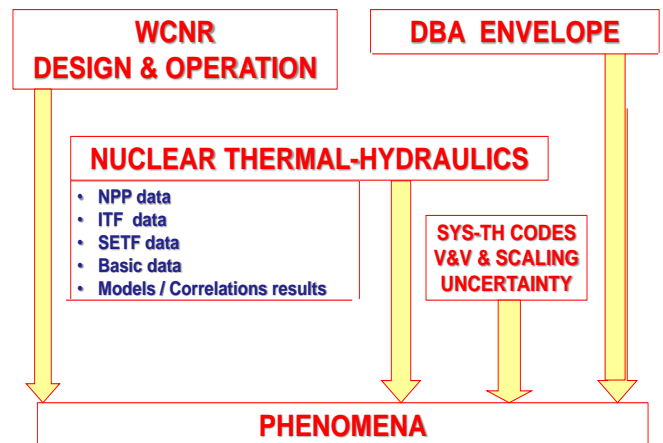 WCNR
DESIGN & OPERATION
DBA ENVELOPE
NUCLEAR THERMAL-HYDRAULICS
• NPP data
• ITF data
• SETF data
• Basic data
• Models / Correlations results
SYS-TH CODES
V&V & SCALING
UNCERTAINTY
PHENOMENA